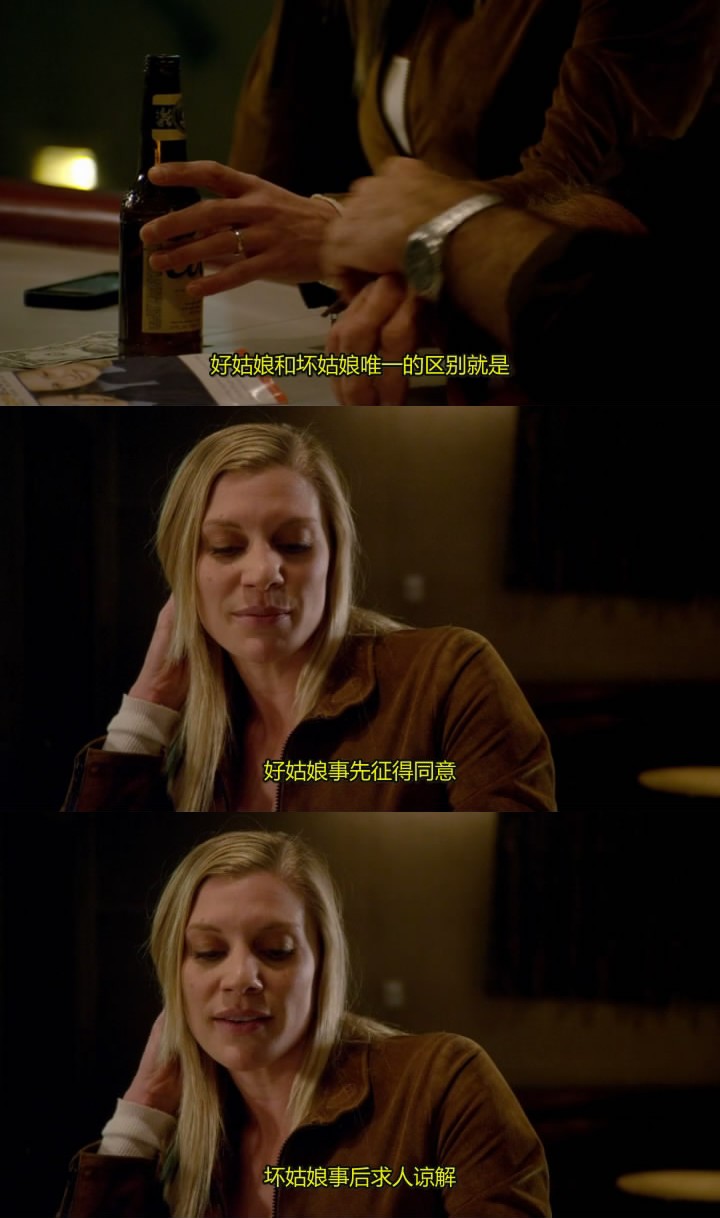 好姑娘和坏姑娘唯一的区别就是
好姑娘事先征得同意
坏姑娘事后求人谅解